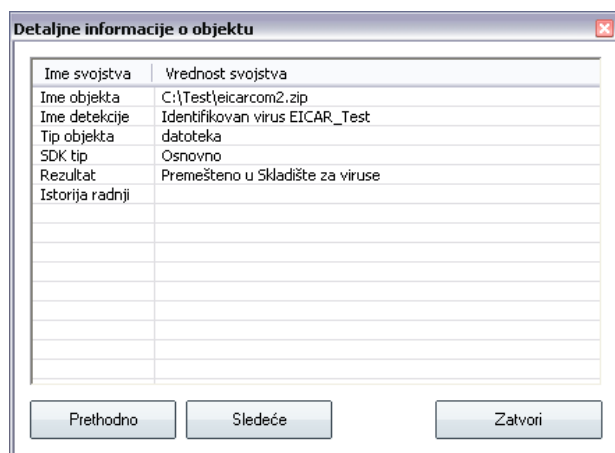 Detaljne informacije o objektu
Ime svojstva Vrednost svojstva
Ime objekta C:\Test\eicarcom2.zip
Ime detekcije Identifikovan virus EICAR_Test
Tip objekta datoteka
SDK tip Osnovno
Rezultat Premešteno u Skladište za viruse
Istorija radnji
Prethodno Sledeće Zatvori